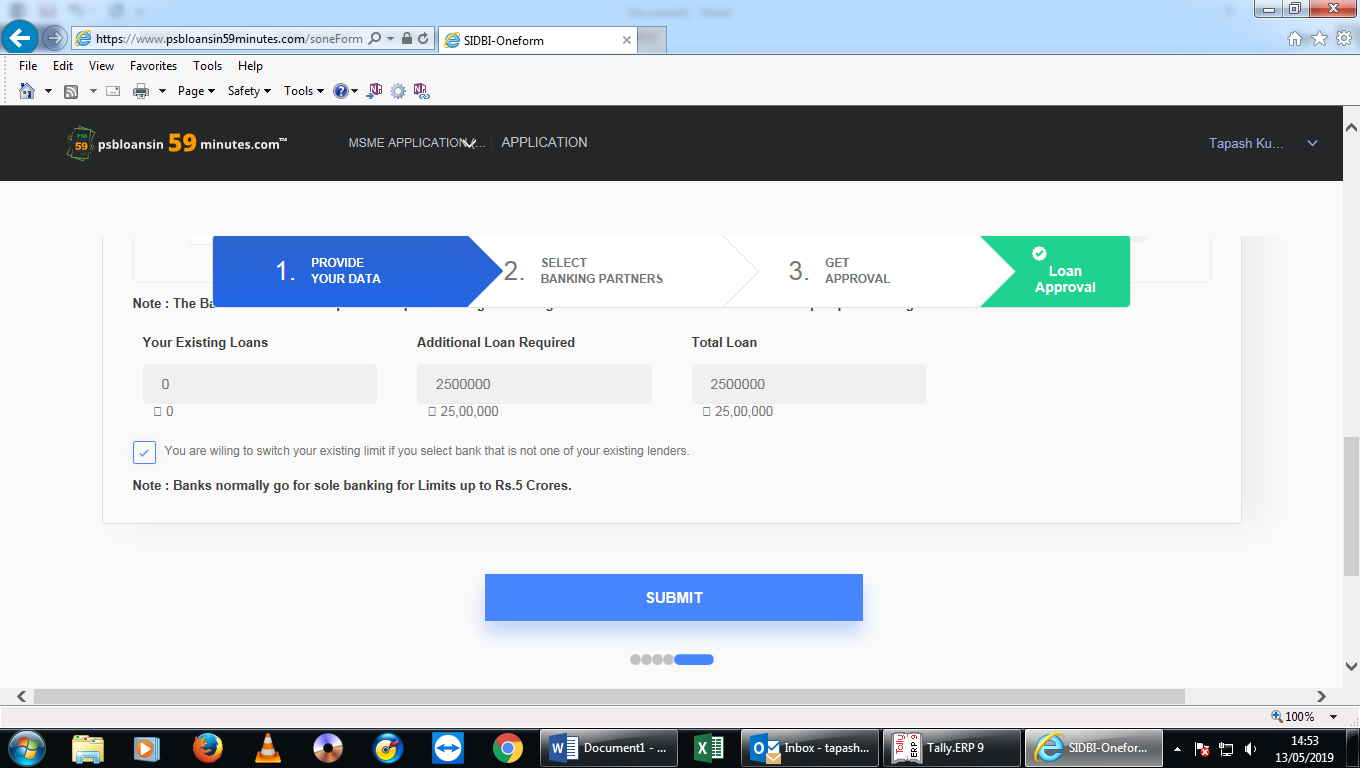 Document1 - Word
https://www.psbloansin59minutes.com/soneForm
SIDBI-Oneform
File Edit View Favorites Tools Help
Page Safety Tools
PSB 59 psbloansin 59 minutes.com™
MSME APPLICATION ... APPLICATION
Tapash Ku...
1. PROVIDE YOUR DATA
2. SELECT BANKING PARTNERS
3. GET APPROVAL
Loan Approval
Note : The Ba
Your Existing Loans Additional Loan Required Total Loan
0 2500000 2500000
0 25,00,000 25,00,000
You are wiling to switch your existing limit if you select bank that is not one of your existing lenders.
Note : Banks normally go for sole banking for Limits up to Rs.5 Crores.
SUBMIT
100%
Document1 - ... Inbox - tapash... Tally.ERP 9 SIDBI-Onefor...
14:53
13/05/2019